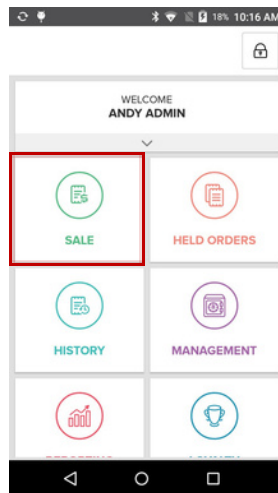 18% 10:16 AM
WELCOME
ANDY ADMIN
SALE
HELD ORDERS
HISTORY
MANAGEMENT